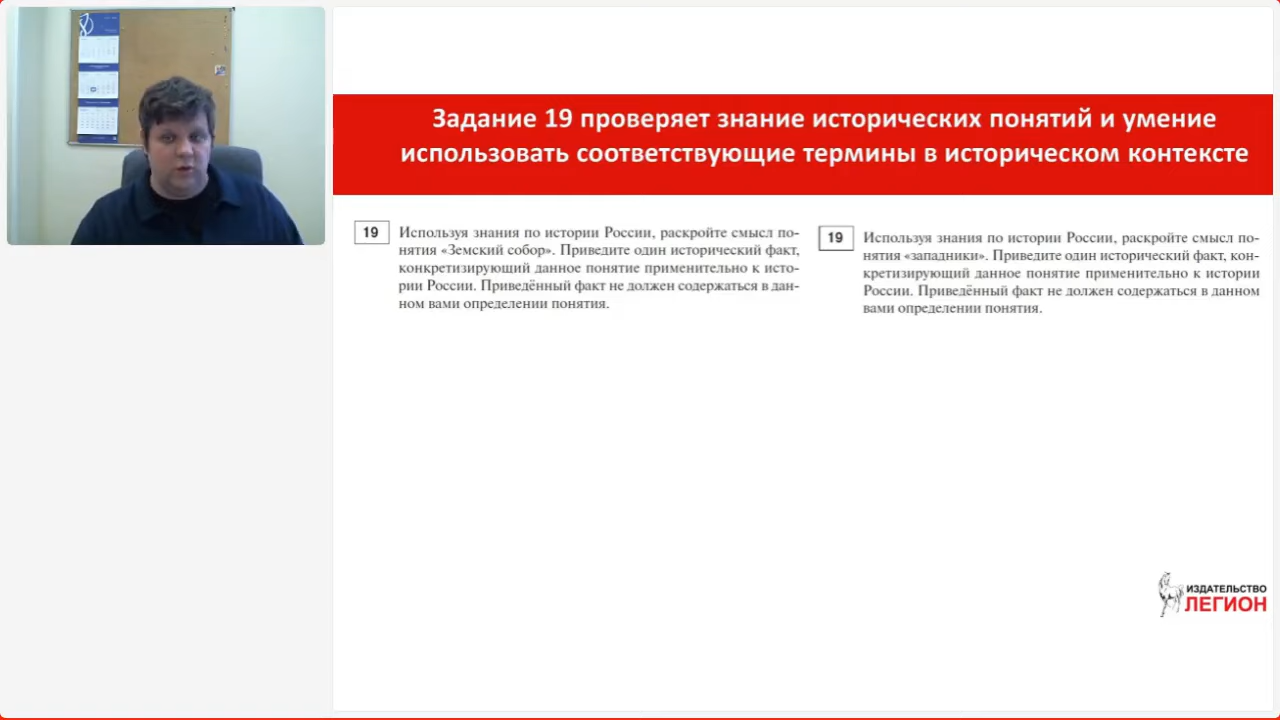 Задание 19 проверяет знание исторических понятий и умение
использовать соответствующие термины в историческом контексте
19
Используя знания по истории России, раскройте смысл по-
нятия «Земский собор». Приведите один исторический факт,
конкретизирующий данное понятие применительно к исто-
рии России. Приведённый факт не должен содержаться в дан-
ном вами определении понятия.
19
Используя знания по истории России, раскройте смысл по-
нятия «западники». Приведите один исторический факт, кон-
кретизирующий данное понятие применительно к истории
России. Приведённый факт не должен содержаться в данном
вами определении понятия.
ИЗДАТЕЛЬСТВО
ЛЕГИОН